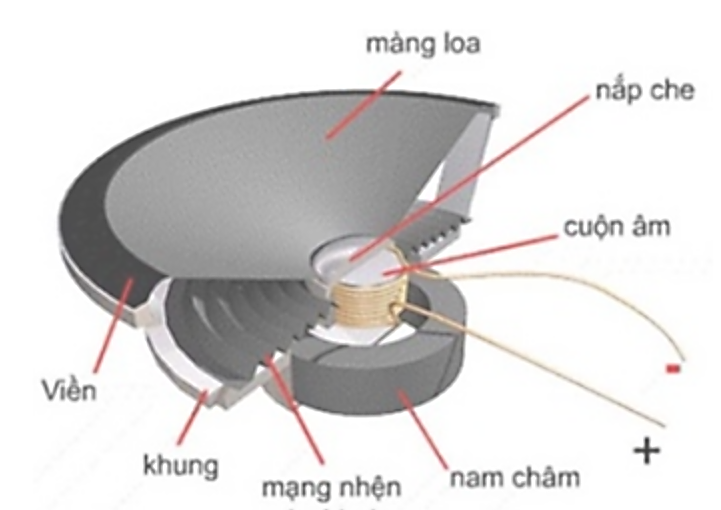 màng loa
nắp che
cuộn âm
-
Viền
+
khung
nam châm
mạng nhện